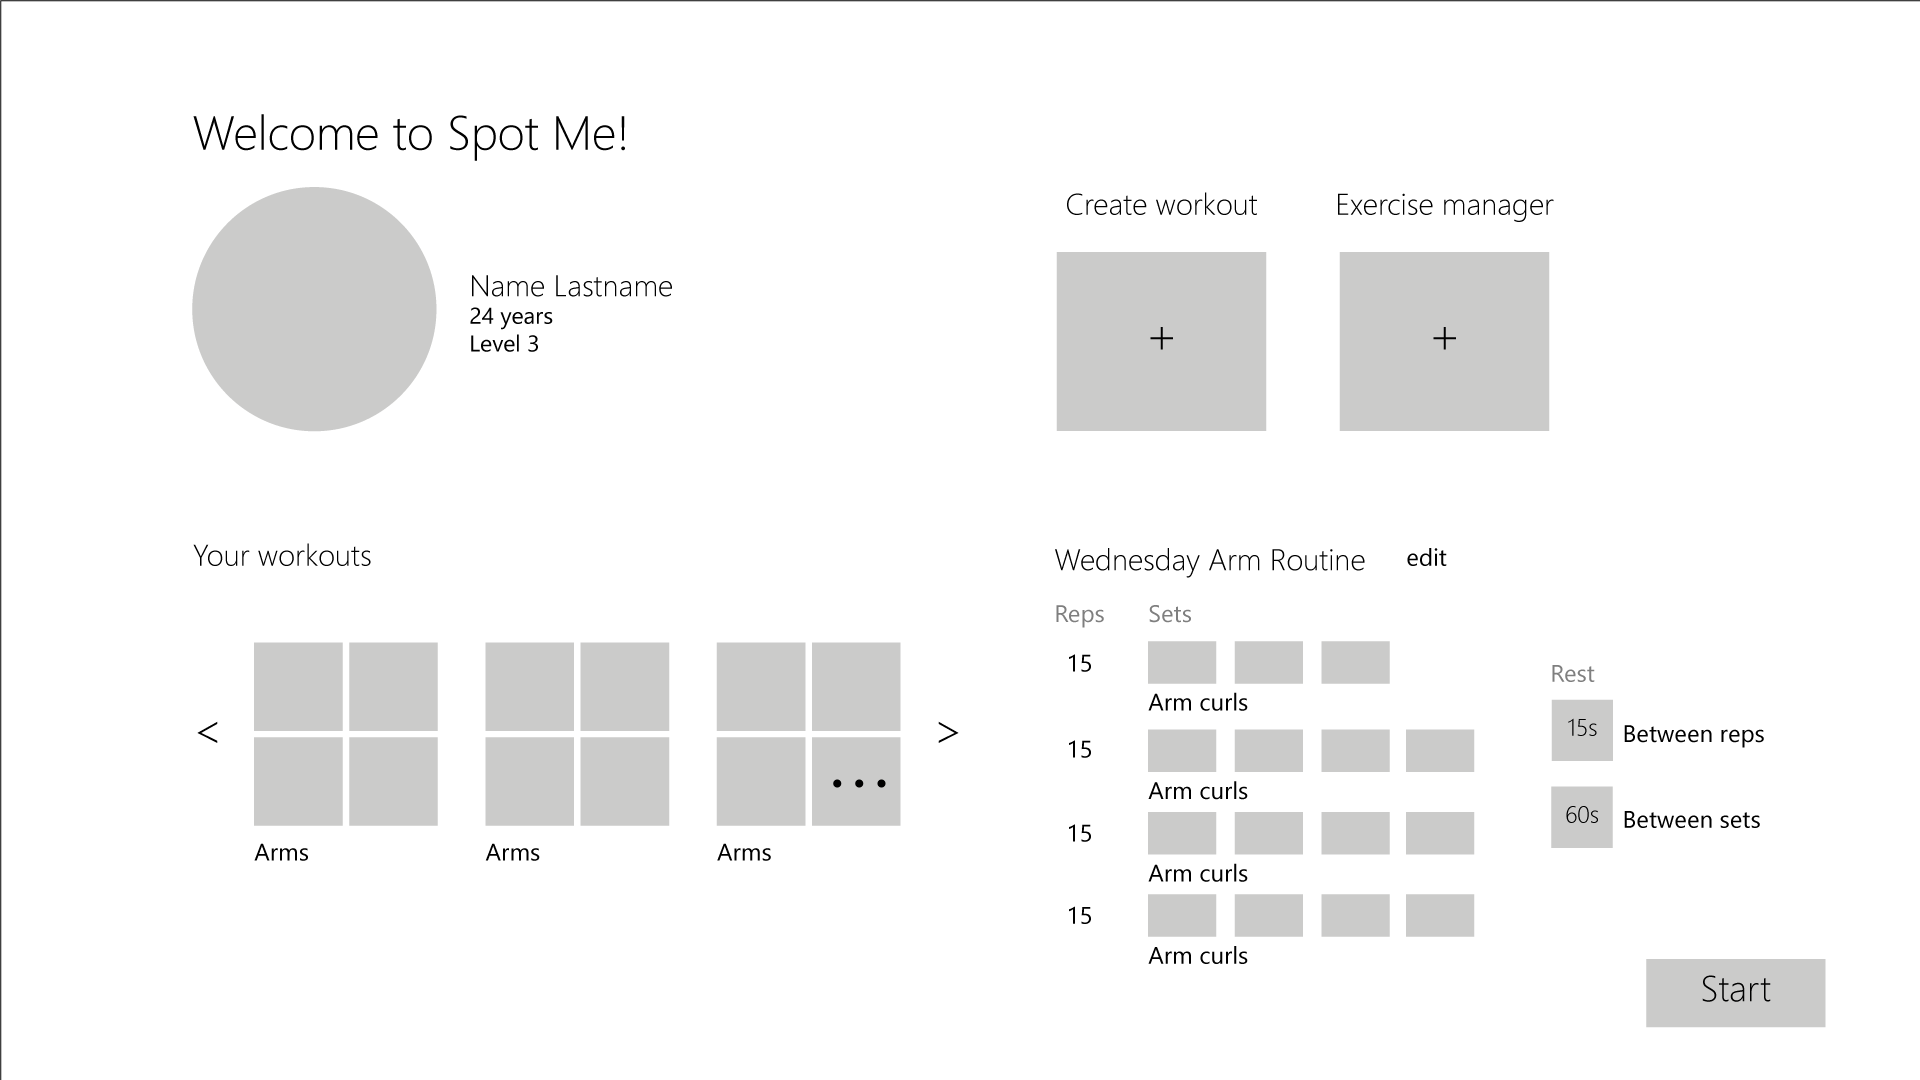 Welcome to Spot Me!
Name Lastname
24 years
Level 3
Create workout
Exercise manager
+
+
Your workouts
<
Arms
Arms
• • •
Arms
>
Wednesday Arm Routine
edit
Reps
Sets
15
Arm curls
15
Arm curls
15
Arm curls
15
Arm curls
Rest
15s
Between reps
60s
Between sets
Start